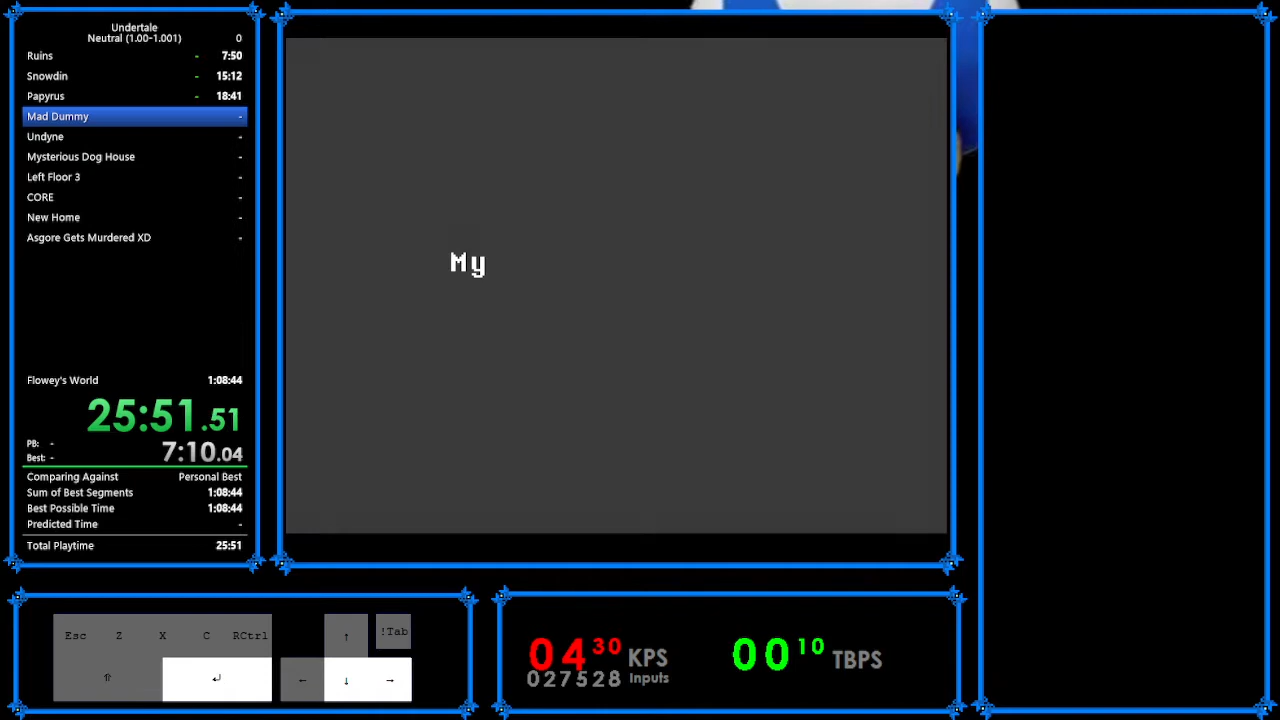 Undertale
Neutral (1.00-1.001) 0
Ruins - 7:50
Snowdin - 15:12
Papyrus - 18:41
Mad Dummy -
Undyne -
Mysterious Dog House -
Left Floor 3 -
CORE -
New Home -
Asgore Gets Murdered XD -
Flowey's World 1:08:44
25:51.51
PB: -
Best: -
7:10.04
Comparing Against Personal Best
Sum of Best Segments 1:08:44
Best Possible Time 1:08:44
Predicted Time -
Total Playtime 25:51
My
Esc Z X C RCtrl ↑ !Tab
⇧ ↵ ← ↓ →
04 30 KPS
027528 Inputs
00 10 TBPS